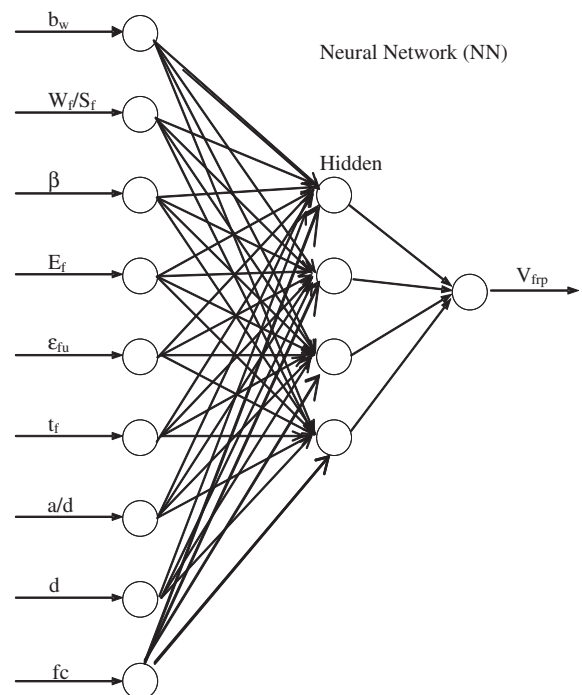 b_w
Neural Network (NN)
W_f/S_f
Hidden
β
E_f
V_frp
ε_fu
t_f
a/d
d
fc